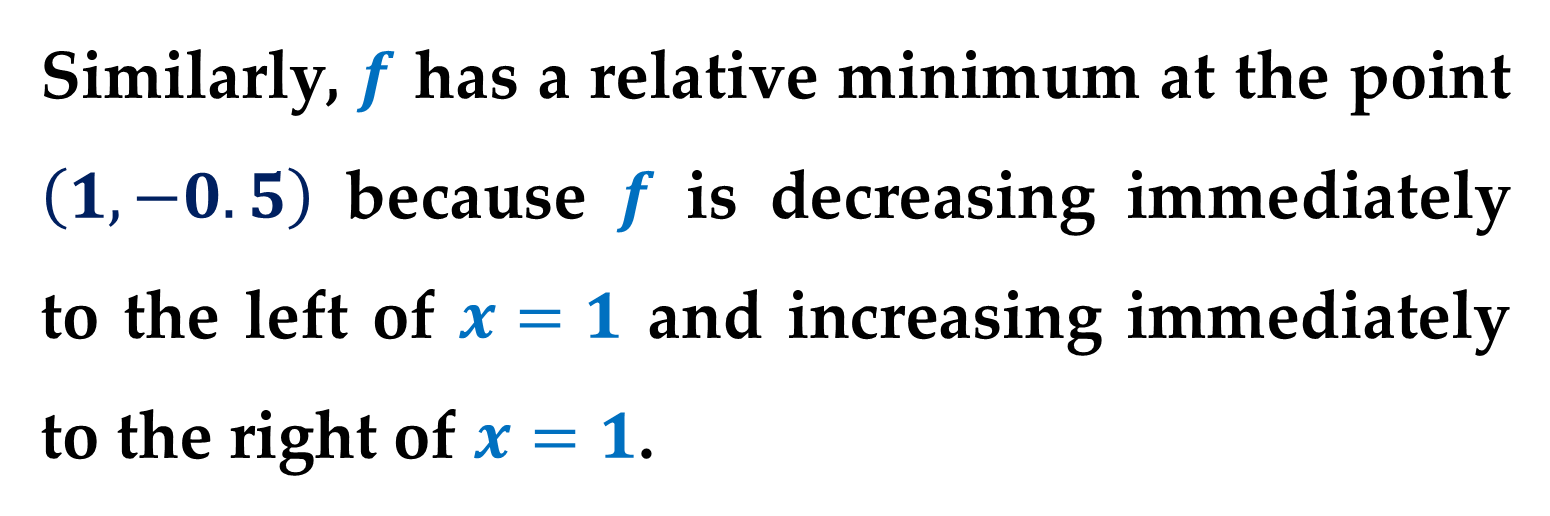 Similarly, f has a relative minimum at the point
(1, −0.5) because f is decreasing immediately
to the left of x = 1 and increasing immediately
to the right of x = 1.